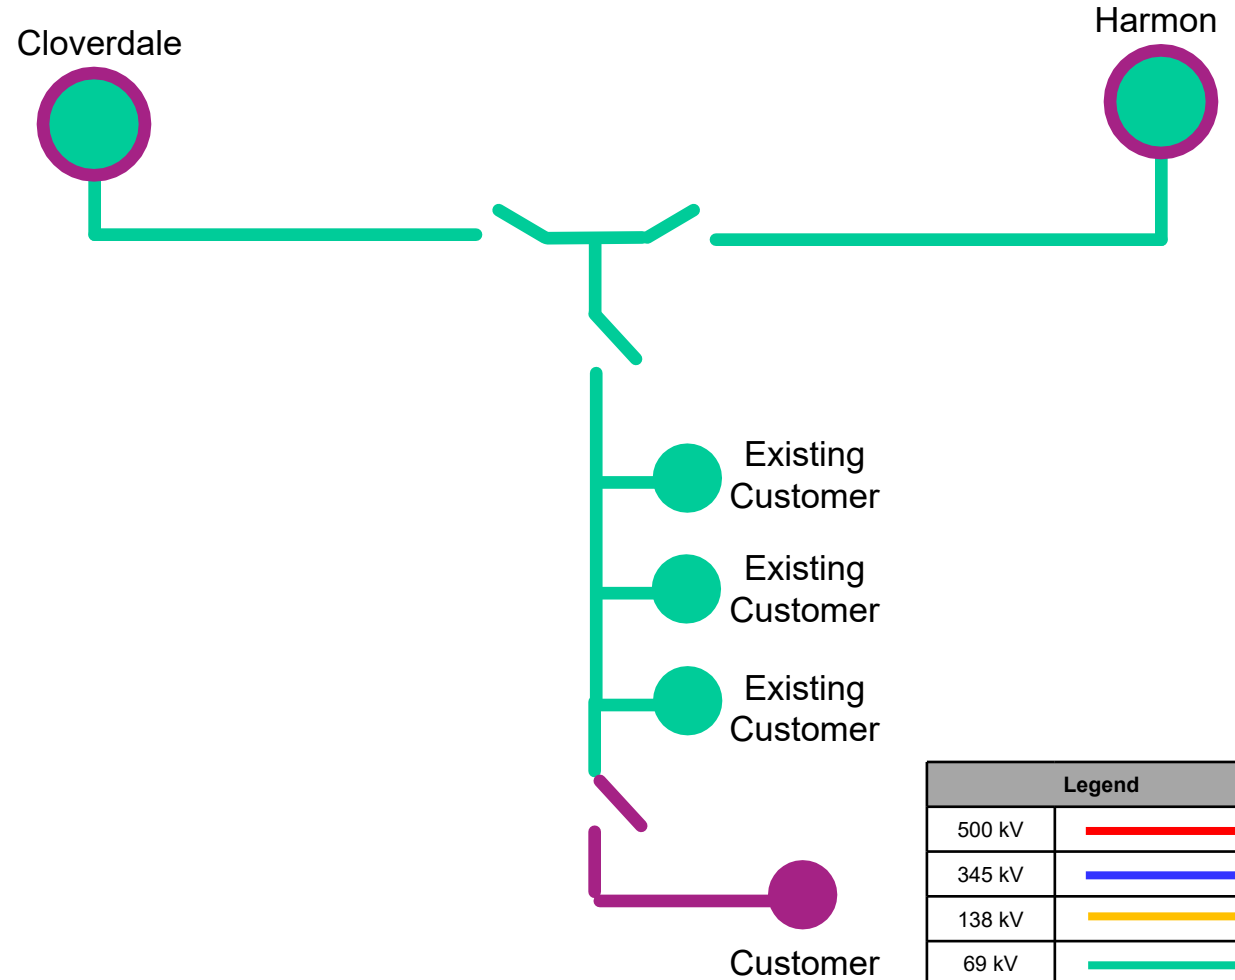 Harmon
Cloverdale
Existing
Customer
Existing
Customer
Existing
Customer
Customer
Legend
500 kV
345 kV
138 kV
69 kV